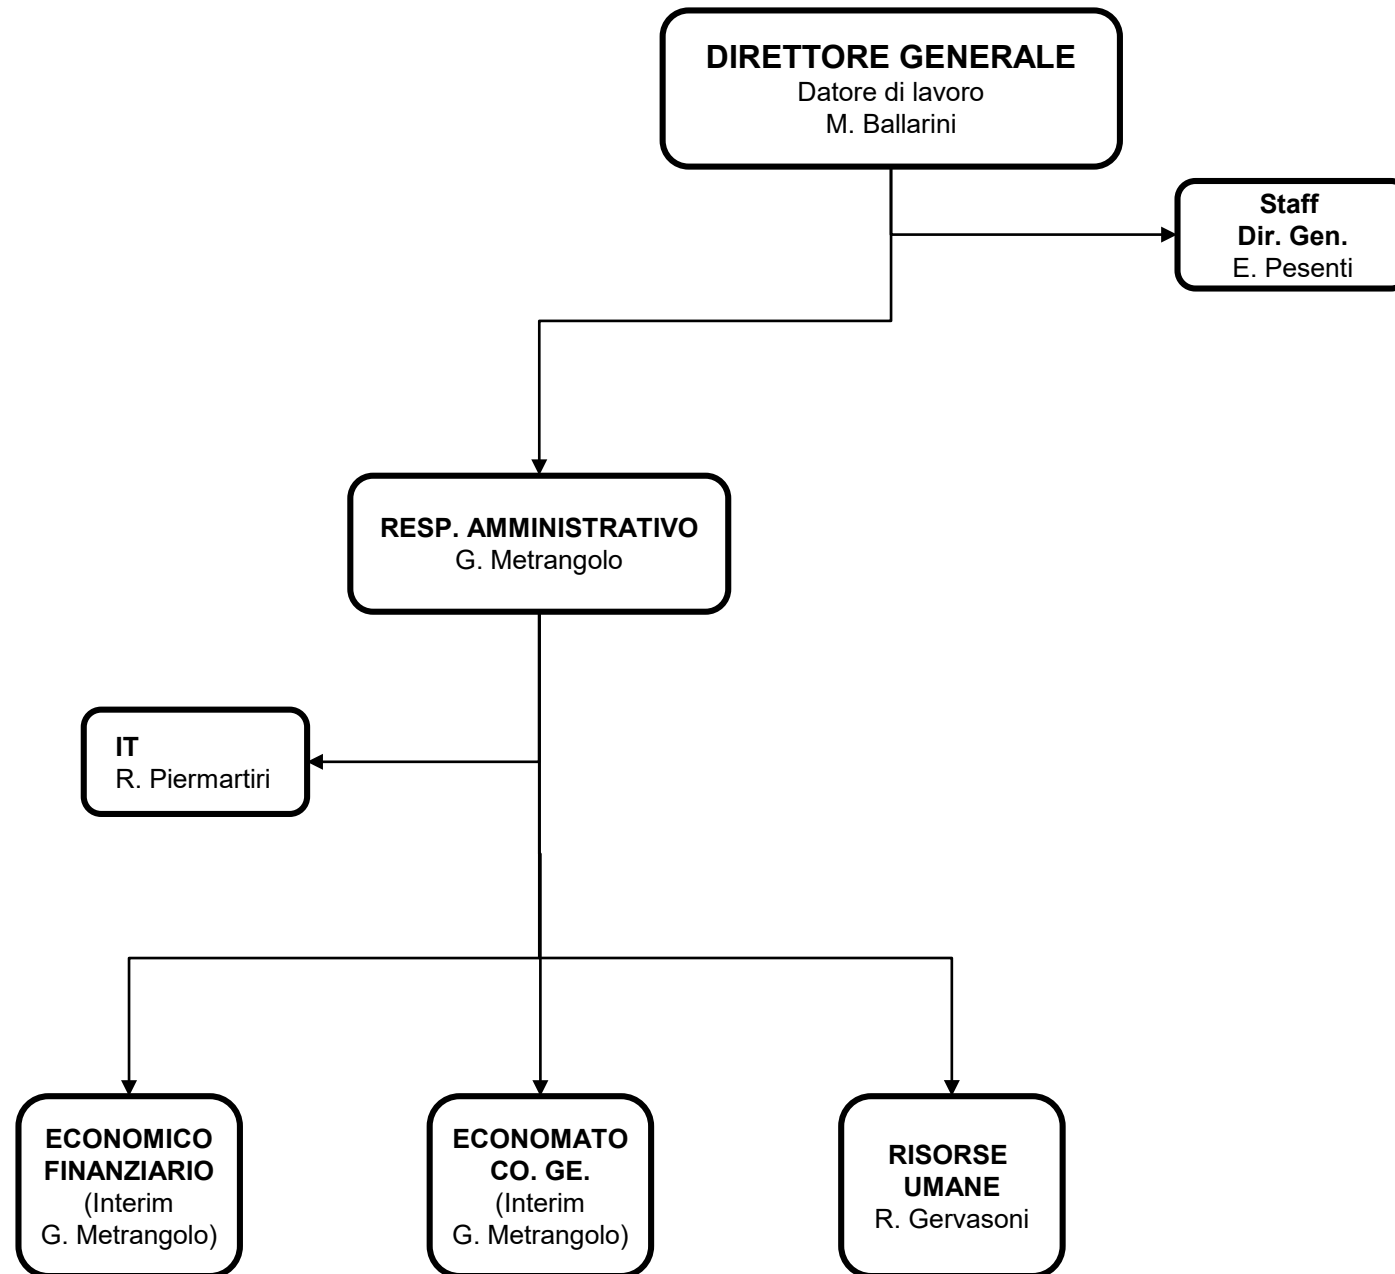 DIRETTORE GENERALE
Datore di lavoro
M. Ballarini
Staff
Dir. Gen.
E. Pesenti
RESP. AMMINISTRATIVO
G. Metrangolo
IT
R. Piermartiri
ECONOMICO
FINANZIARIO
(Interim
G. Metrangolo)
ECONOMATO
CO. GE.
(Interim
G. Metrangolo)
RISORSE
UMANE
R. Gervasoni